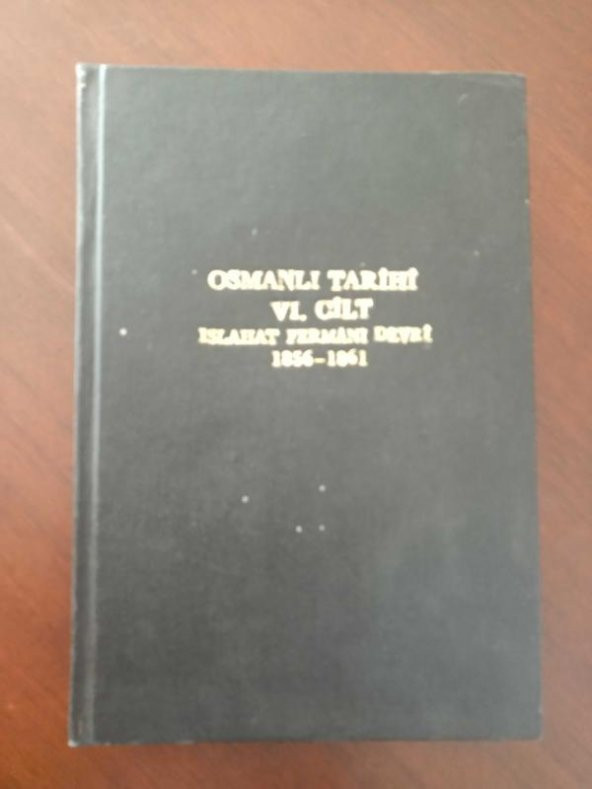 OSMANLI TARİHİ
VI. CİLT
ISLAHAT FERMANI DEVRİ
1856-1861